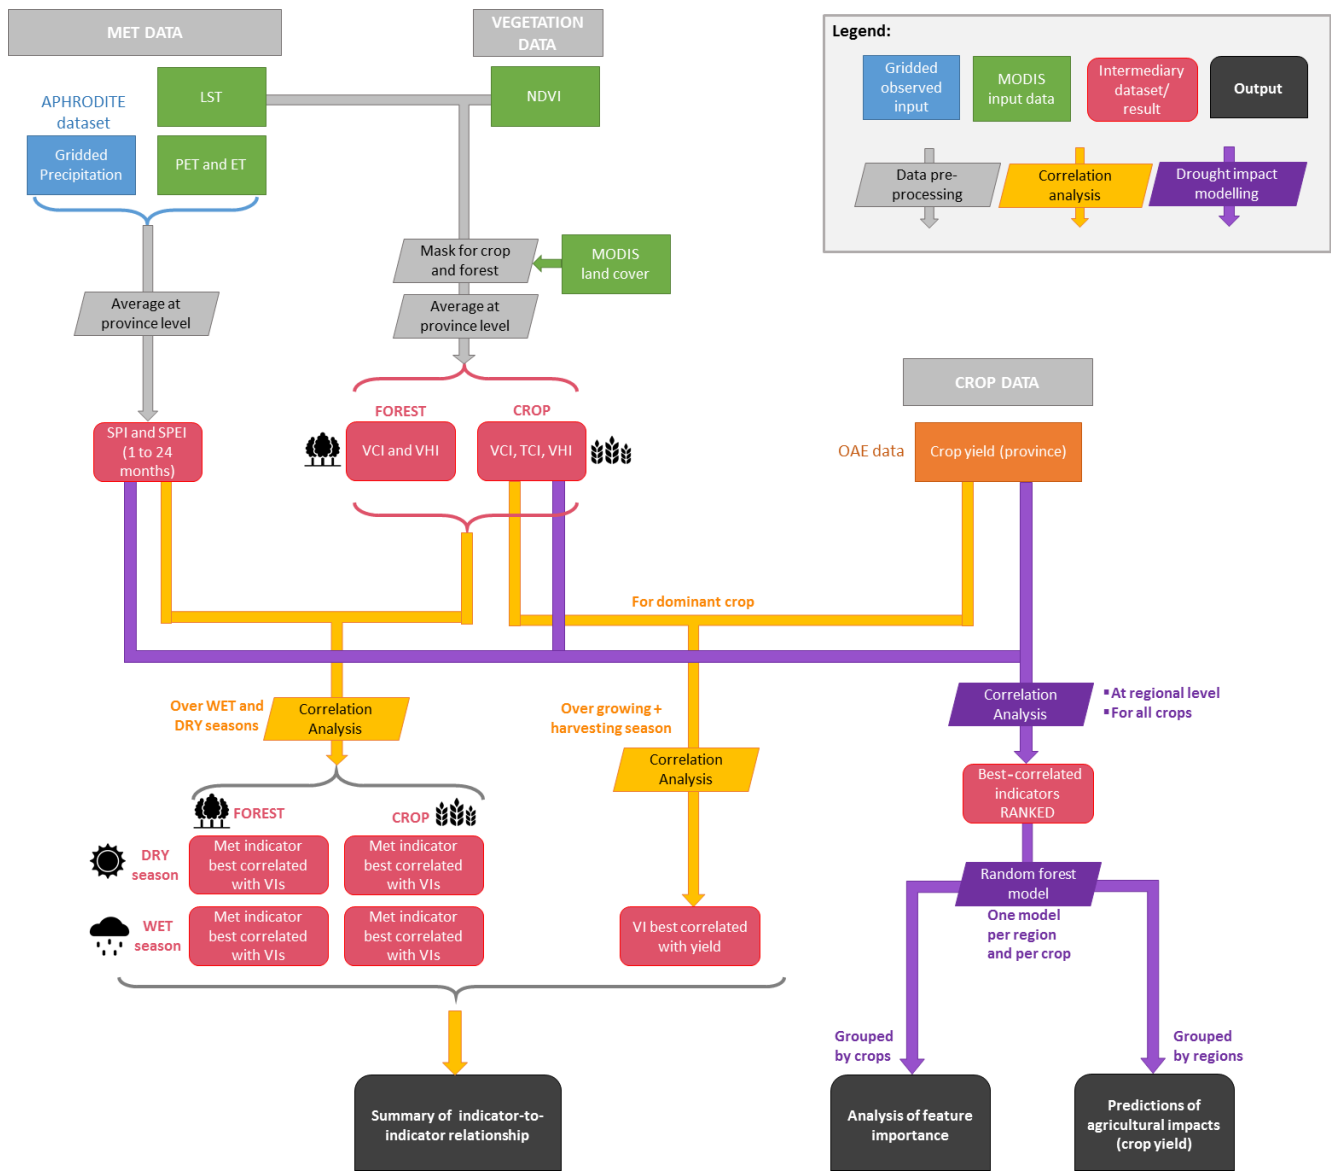 MET DATA
VEGETATION
DATA
LST
NDVI
APHRODITE
dataset
Gridded
Precipitation
PET and ET
Legend:
Gridded
observed
input
MODIS
input data
Intermediary
dataset/
result
Output
Data pre-
processing
Correlation
analysis
Drought impact
modelling
Mask for crop
and forest
MODIS
land cover
Average at
province level
Average at
province level
CROP DATA
FOREST
CROP
SPI and SPEI
(1 to 24
months)
VCI and VHI
VCI, TCI, VHI
OAE data
Crop yield (province)
For dominant crop
Over WET and
DRY seasons
Correlation
Analysis
Over growing +
harvesting season
Correlation
Analysis
Correlation
Analysis
▪ At regional level
▪ For all crops
Best-correlated
indicators
RANKED
FOREST
CROP
DRY
season
Met indicator
best correlated
with VIs
Met indicator
best correlated
with VIs
WET
season
Met indicator
best correlated
with VIs
Met indicator
best correlated
with VIs
VI best correlated
with yield
Random forest
model
One model
per region
and per crop
Grouped
by crops
Grouped
by regions
Summary of indicator-to-
indicator relationship
Analysis of feature
importance
Predictions of
agricultural impacts
(crop yield)